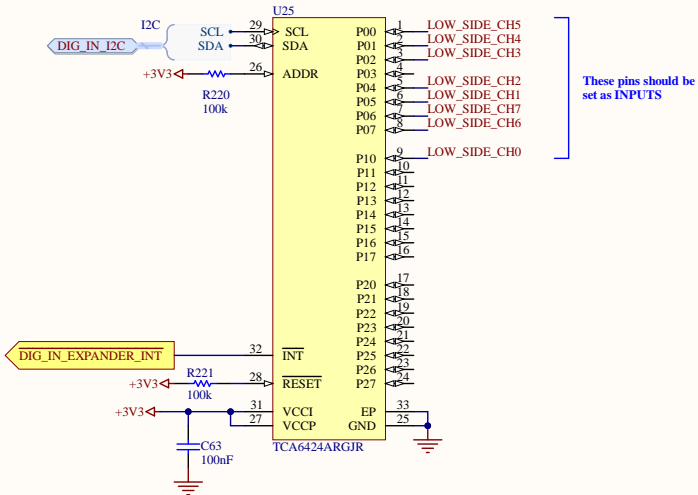 U25
I2C
DIG_IN_I2C
SCL
SDA
29
30
SCL
SDA
+3V3
R220
100k
26
ADDR
P00 1 LOW_SIDE_CH5
P01 2 LOW_SIDE_CH4
P02 3 LOW_SIDE_CH3
P03 4
P04 5 LOW_SIDE_CH2
P05 6 LOW_SIDE_CH1
P06 7 LOW_SIDE_CH7
P07 8 LOW_SIDE_CH6
P10 9 LOW_SIDE_CH0
P11 10
P12 11
P13 12
P14 13
P15 14
P16 15
P17 16
P20 17
P21 18
P22 19
P23 20
P24 21
P25 22
P26 23
P27 24
These pins should be
set as INPUTS
DIG_IN_EXPANDER_INT
32
INT
+3V3
R221
100k
28
RESET
+3V3
31
VCCI
27
VCCP
EP 33
GND 25
C63
100nF
TCA6424ARGJR